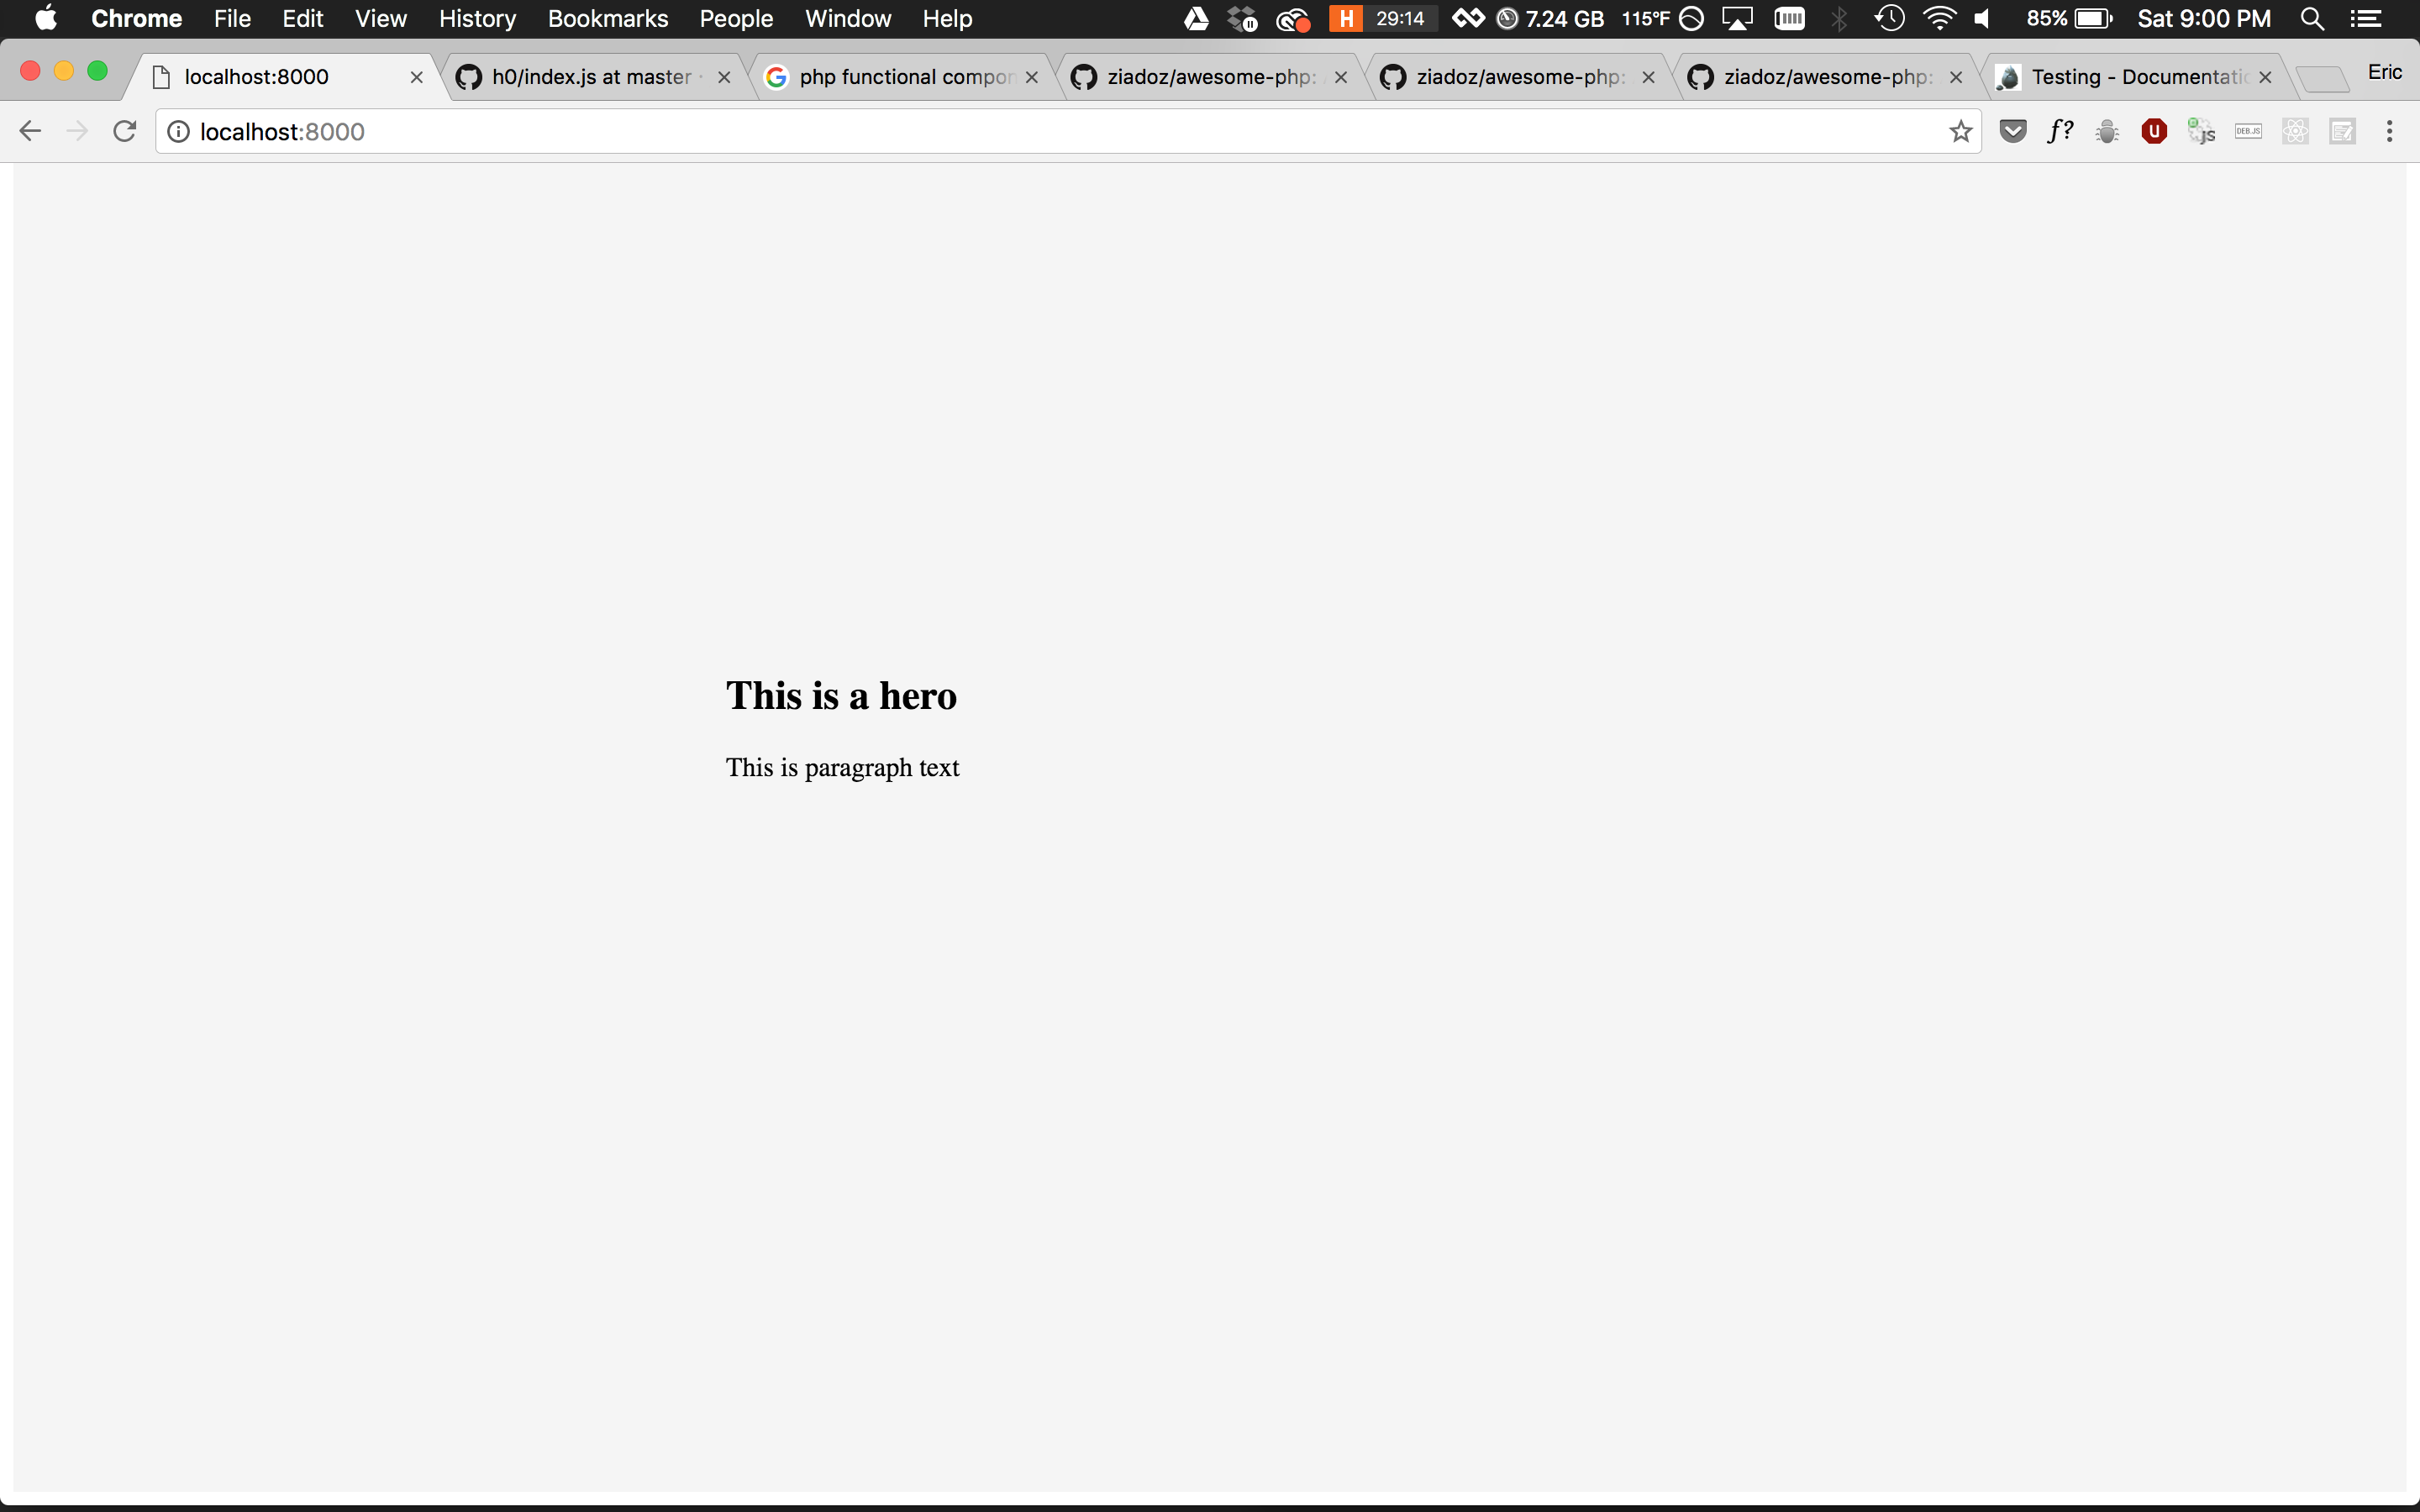 Chrome File Edit View History Bookmarks People Window Help H 29:14 7.24 GB 115°F 85% Sat 9:00 PM
localhost:8000 h0/index.js at master · php functional compon ziadoz/awesome-php: ziadoz/awesome-php: ziadoz/awesome-php: Testing - Documentatic Eric
localhost:8000 f? U JS DEB.JS
This is a hero
This is paragraph text